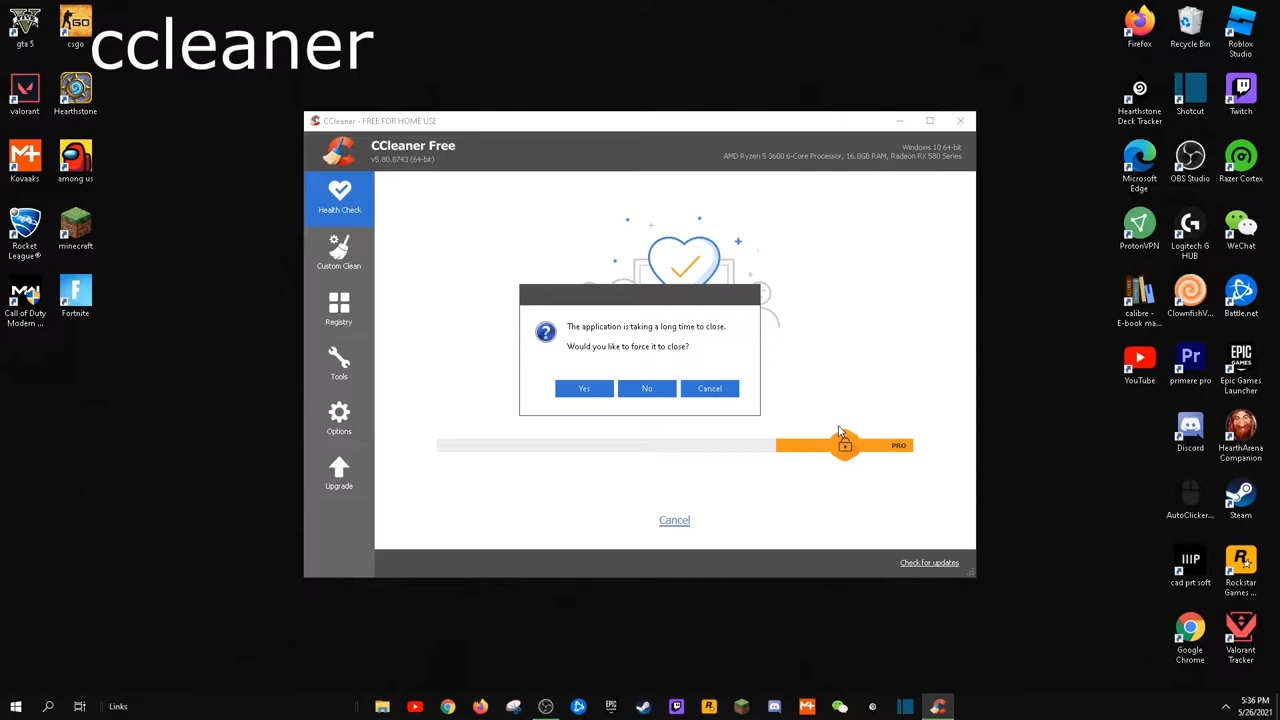 ccleaner
gta 5
csgo
valorant
Hearthstone
Kovaaks
among us
Rocket
League®
minecraft
Call of Duty
Modern ...
Fortnite
CCleaner - FREE FOR HOME USE
CCleaner Free
v5.80.8743 (64-bit)
Windows 10 64-bit
AMD Ryzen 5 3600 6-Core Processor, 16.0GB RAM, Radeon RX 580 Series
Health Check
Custom Clean
Registry
Tools
Options
Upgrade
The application is taking a long time to close.
Would you like to force it to close?
Yes
No
Cancel
PRO
Cancel
Check for updates
Firefox
Recycle Bin
Roblox
Studio
Hearthstone
Deck Tracker
Shotcut
Twitch
Microsoft
Edge
OBS Studio
Razer Cortex
ProtonVPN
Logitech G
HUB
WeChat
calibre -
E-book ma...
ClownfishV...
Battle.net
YouTube
primere pro
Epic Games
Launcher
Discord
HearthArena
Companion
AutoClicker...
Steam
cad prt soft
Rockstar
Games ...
Google
Chrome
Valorant
Tracker
Links
5:36 PM
5/26/2021